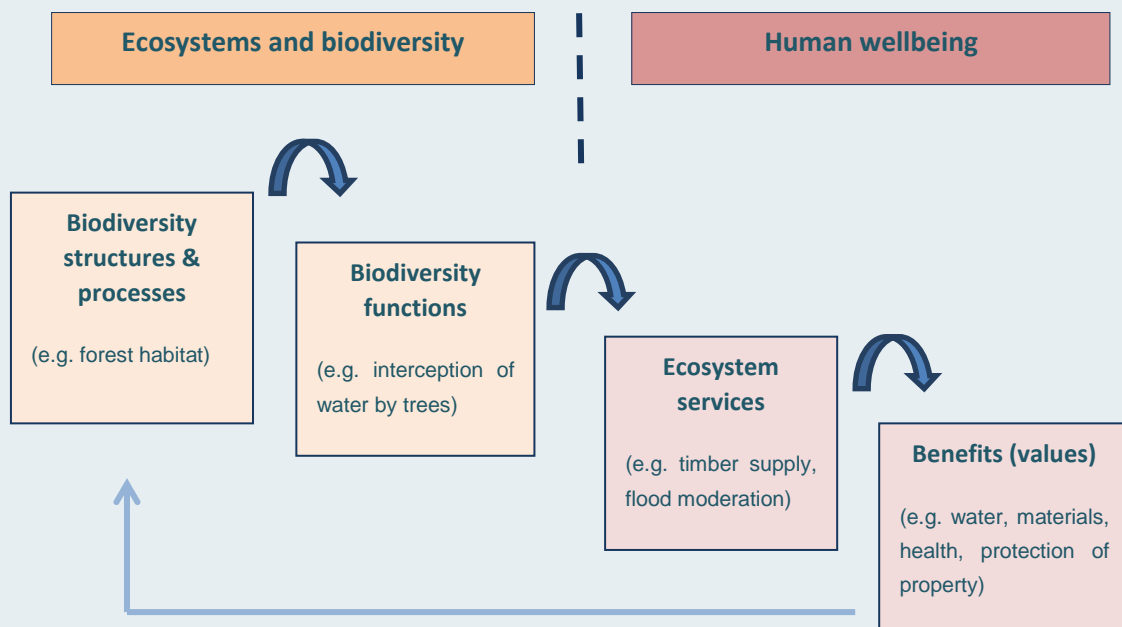 Ecosystems and biodiversity
Human wellbeing
Biodiversity
structures &
processes
(e.g. forest habitat)
Biodiversity
functions
(e.g. interception of
water by trees)
Ecosystem
services
(e.g. timber supply,
flood moderation)
Benefits (values)
(e.g. water, materials,
health, protection of
property)